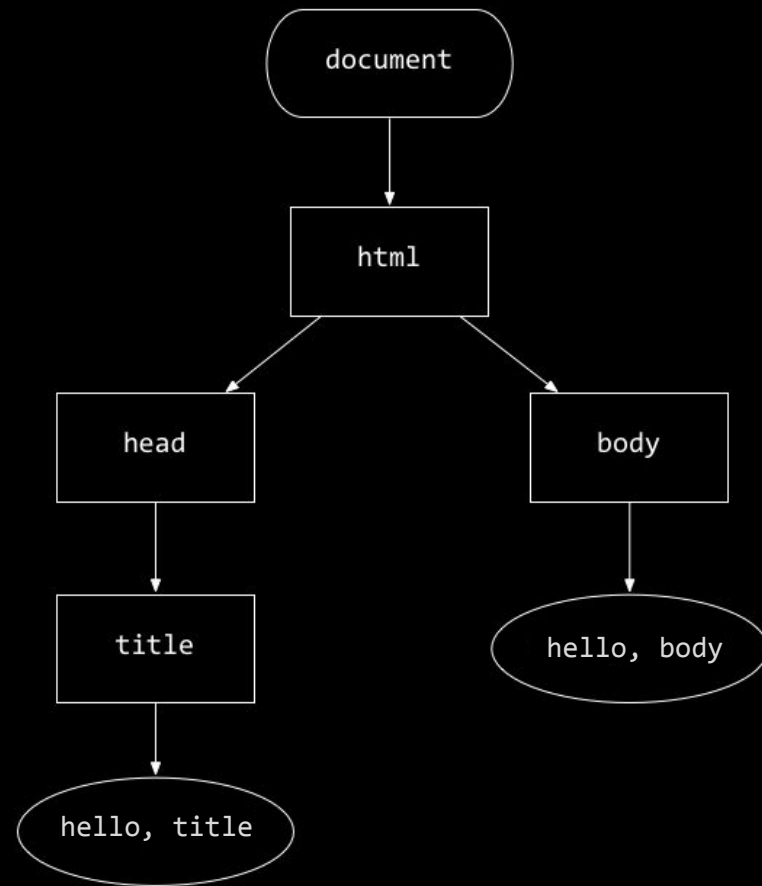 document
html
head
body
title
hello, body
hello, title